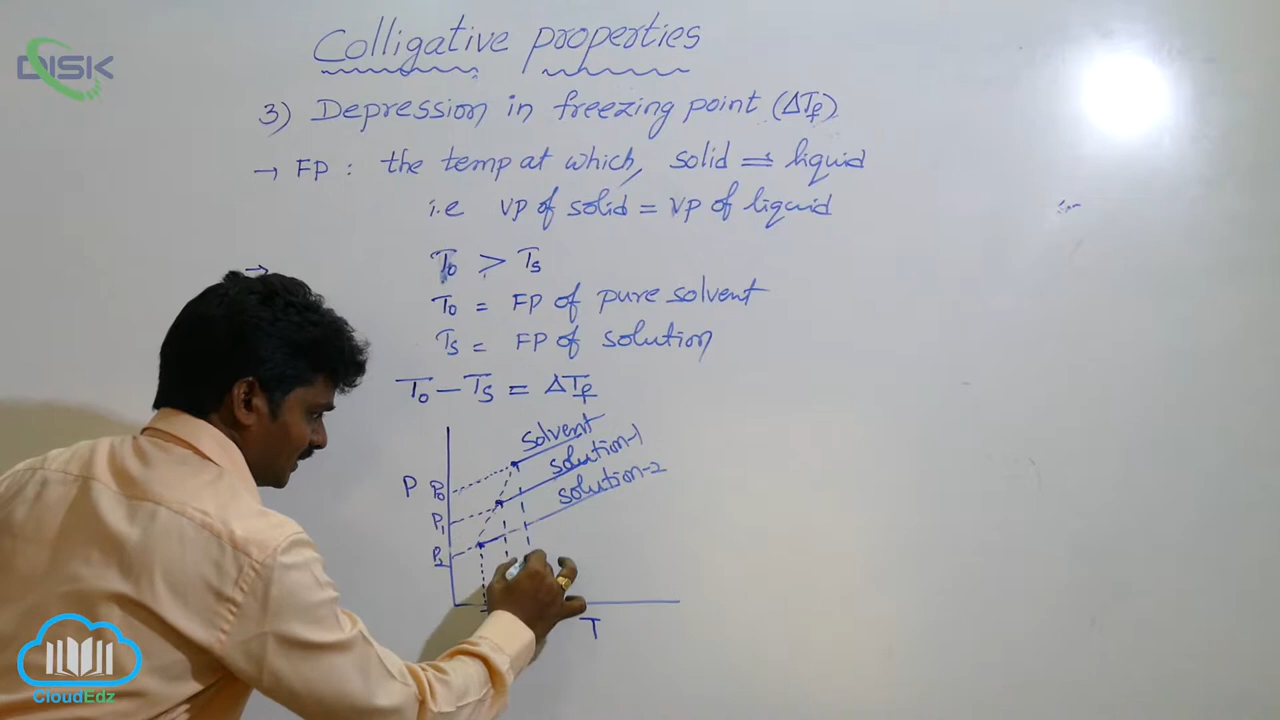 DISK
Colligative properties
3) Depression in freezing point (ΔTf)
→ FP : the temp at which, solid ⇌ liquid
i.e VP of solid = VP of liquid
→ T₀ > Ts
T₀ = FP of pure solvent
Ts = FP of solution
T₀ − Ts = ΔTf
solvent
solution-1
solution-2
P P₀
P₁
P₂
T
CloudEdz